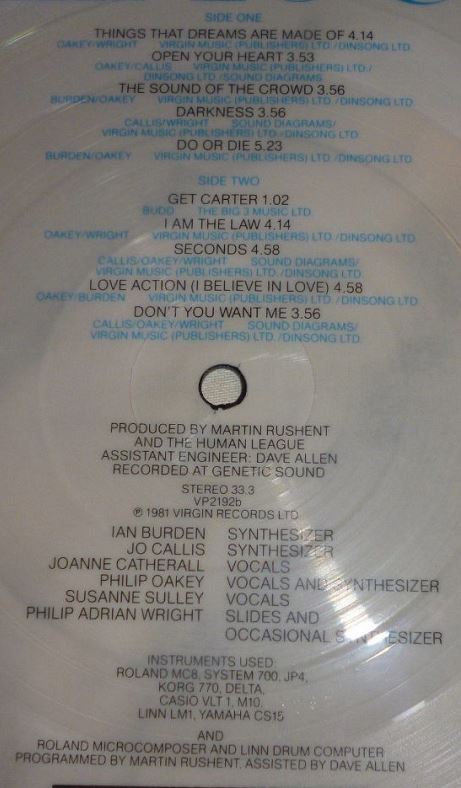 SIDE ONE
THINGS THAT DREAMS ARE MADE OF 4.14
OAKEY/WRIGHT VIRGIN MUSIC (PUBLISHERS) LTD./DINSONG LTD
OPEN YOUR HEART 3.53
OAKEY/CALLIS VIRGIN MUSIC (PUBLISHERS) LTD./
DINSONG LTD./SOUND DIAGRAMS
THE SOUND OF THE CROWD 3.56
BURDEN/OAKEY VIRGIN MUSIC (PUBLISHERS) LTD./DINSONG LTD.
DARKNESS 3.56
CALLIS/WRIGHT SOUND DIAGRAMS/
VIRGIN MUSIC (PUBLISHERS) LTD./DINSONG LTD.
DO OR DIE 5.23
BURDEN/OAKEY VIRGIN MUSIC (PUBLISHERS) LTD./DINSONG LTD.
SIDE TWO
GET CARTER 1.02
BUDD THE BIG 3 MUSIC LTD
I AM THE LAW 4.14
OAKEY/WRIGHT VIRGIN MUSIC (PUBLISHERS) LTD./DINSONG LTD.
SECONDS 4.58
CALLIS/OAKEY/WRIGHT SOUND DIAGRAMS/
VIRGIN MUSIC (PUBLISHERS) LTD./DINSONG LTD.
LOVE ACTION (I BELIEVE IN LOVE) 4.58
OAKEY/BURDEN VIRGIN MUSIC (PUBLISHERS) LTD./DINSONG LTD
DON'T YOU WANT ME 3.56
CALLIS/OAKEY/WRIGHT SOUND DIAGRAMS/
VIRGIN MUSIC (PUBLISHERS) LTD./DINSONG LTD.
PRODUCED BY MARTIN RUSHENT
AND THE HUMAN LEAGUE
ASSISTANT ENGINEER: DAVE ALLEN
RECORDED AT GENETIC SOUND
STEREO 33.3
VP2192b
℗ 1981 VIRGIN RECORDS LTD
IAN BURDEN SYNTHESIZER
JO CALLIS SYNTHESIZER
JOANNE CATHERALL VOCALS
PHILIP OAKEY VOCALS AND SYNTHESIZER
SUSANNE SULLEY VOCALS
PHILIP ADRIAN WRIGHT SLIDES AND
OCCASIONAL SYNTHESIZER
INSTRUMENTS USED:
ROLAND MC8, SYSTEM 700, JP4,
KORG 770, DELTA,
CASIO VLT 1, M10,
LINN LM1, YAMAHA CS15
AND
ROLAND MICROCOMPOSER AND LINN DRUM COMPUTER
PROGRAMMED BY MARTIN RUSHENT, ASSISTED BY DAVE ALLEN